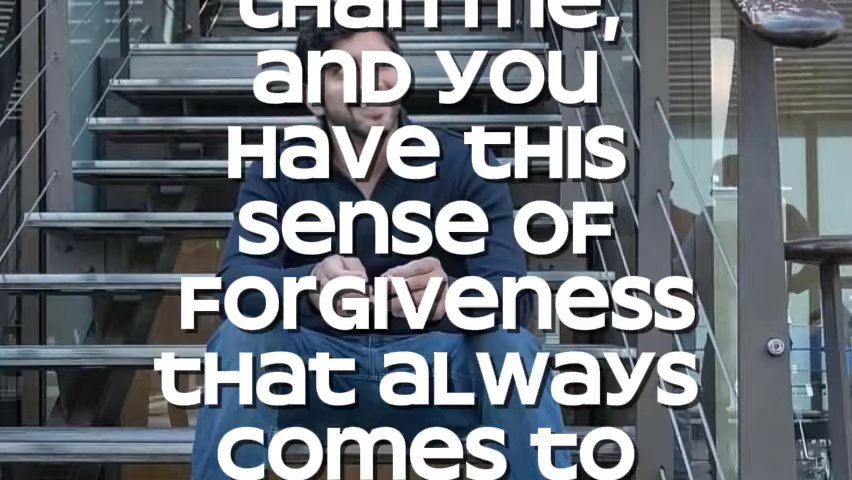 than me,
and you
have this
sense of
forgiveness
that always
comes to